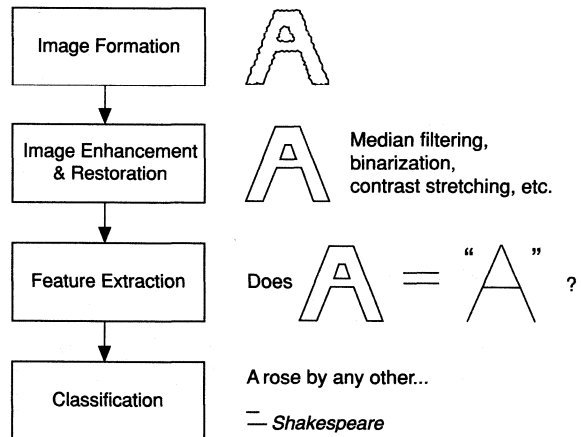 Image Formation
Image Enhancement
& Restoration
Median filtering,
binarization,
contrast stretching, etc.
Feature Extraction
Does A = “A” ?
Classification
A rose by any other...
— Shakespeare